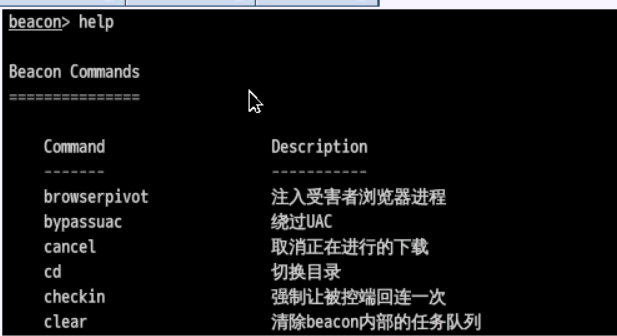 beacon> help
Beacon Commands
===============
Command Description
------- -----------
browserpivot 注入受害者浏览器进程
bypassuac 绕过UAC
cancel 取消正在进行的下载
cd 切换目录
checkin 强制让被控端回连一次
clear 清除beacon内部的任务队列